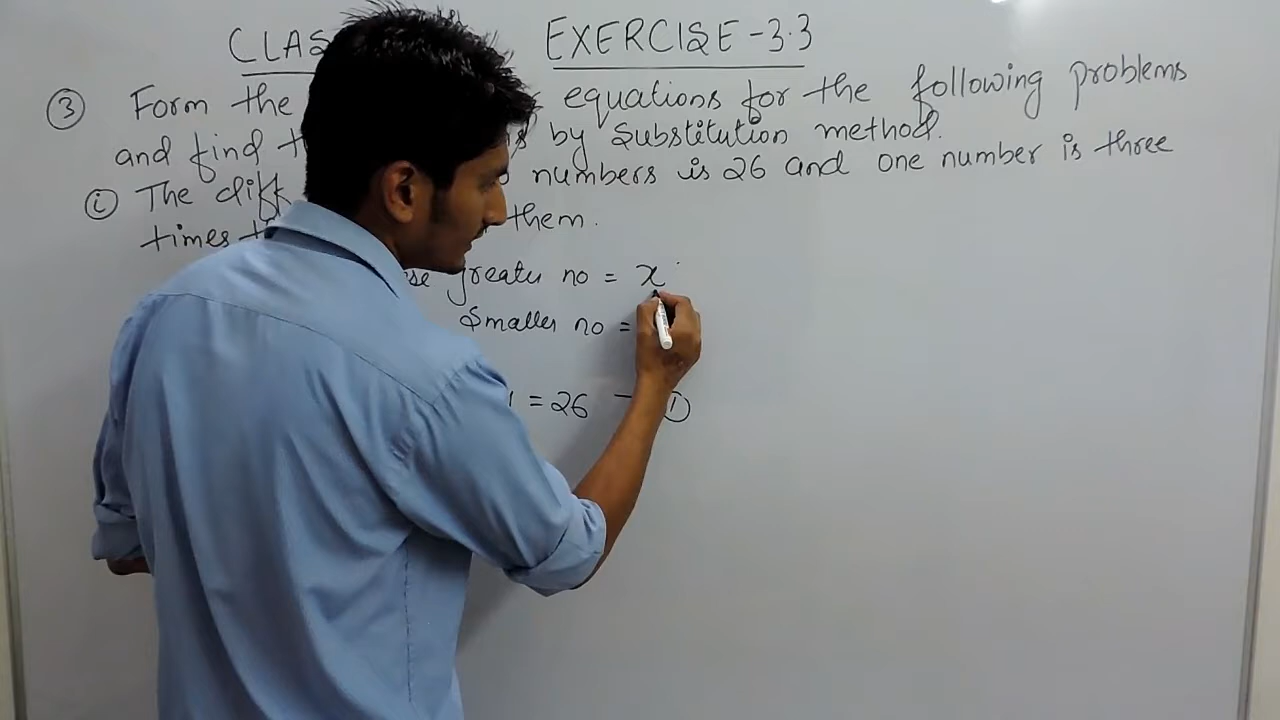 CLAS EXERCISE-3.3
③ Form the equations for the following problems
and find t by Substitution method.
(i) The diff numbers is 26 and one number is three
times t them.
se greater no = x
Smaller no =
= 26 - ①